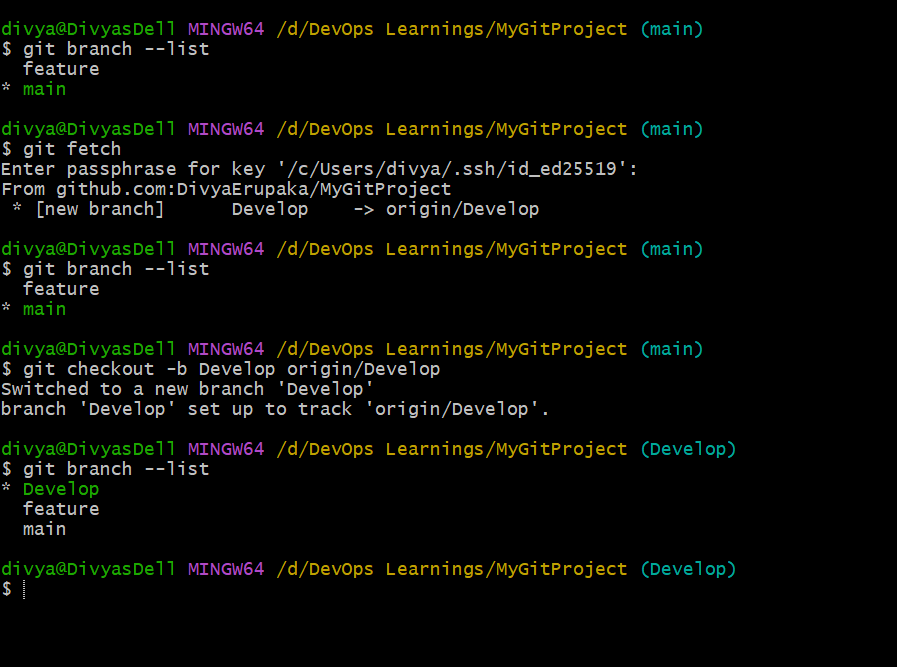 divya@DivyasDell MINGW64 /d/DevOps Learnings/MyGitProject (main)
$ git branch --list
  feature
* main

divya@DivyasDell MINGW64 /d/DevOps Learnings/MyGitProject (main)
$ git fetch
Enter passphrase for key '/c/Users/divya/.ssh/id_ed25519':
From github.com:DivyaErupaka/MyGitProject
 * [new branch]      Develop    -> origin/Develop

divya@DivyasDell MINGW64 /d/DevOps Learnings/MyGitProject (main)
$ git branch --list
  feature
* main

divya@DivyasDell MINGW64 /d/DevOps Learnings/MyGitProject (main)
$ git checkout -b Develop origin/Develop
Switched to a new branch 'Develop'
branch 'Develop' set up to track 'origin/Develop'.

divya@DivyasDell MINGW64 /d/DevOps Learnings/MyGitProject (Develop)
$ git branch --list
* Develop
  feature
  main

divya@DivyasDell MINGW64 /d/DevOps Learnings/MyGitProject (Develop)
$